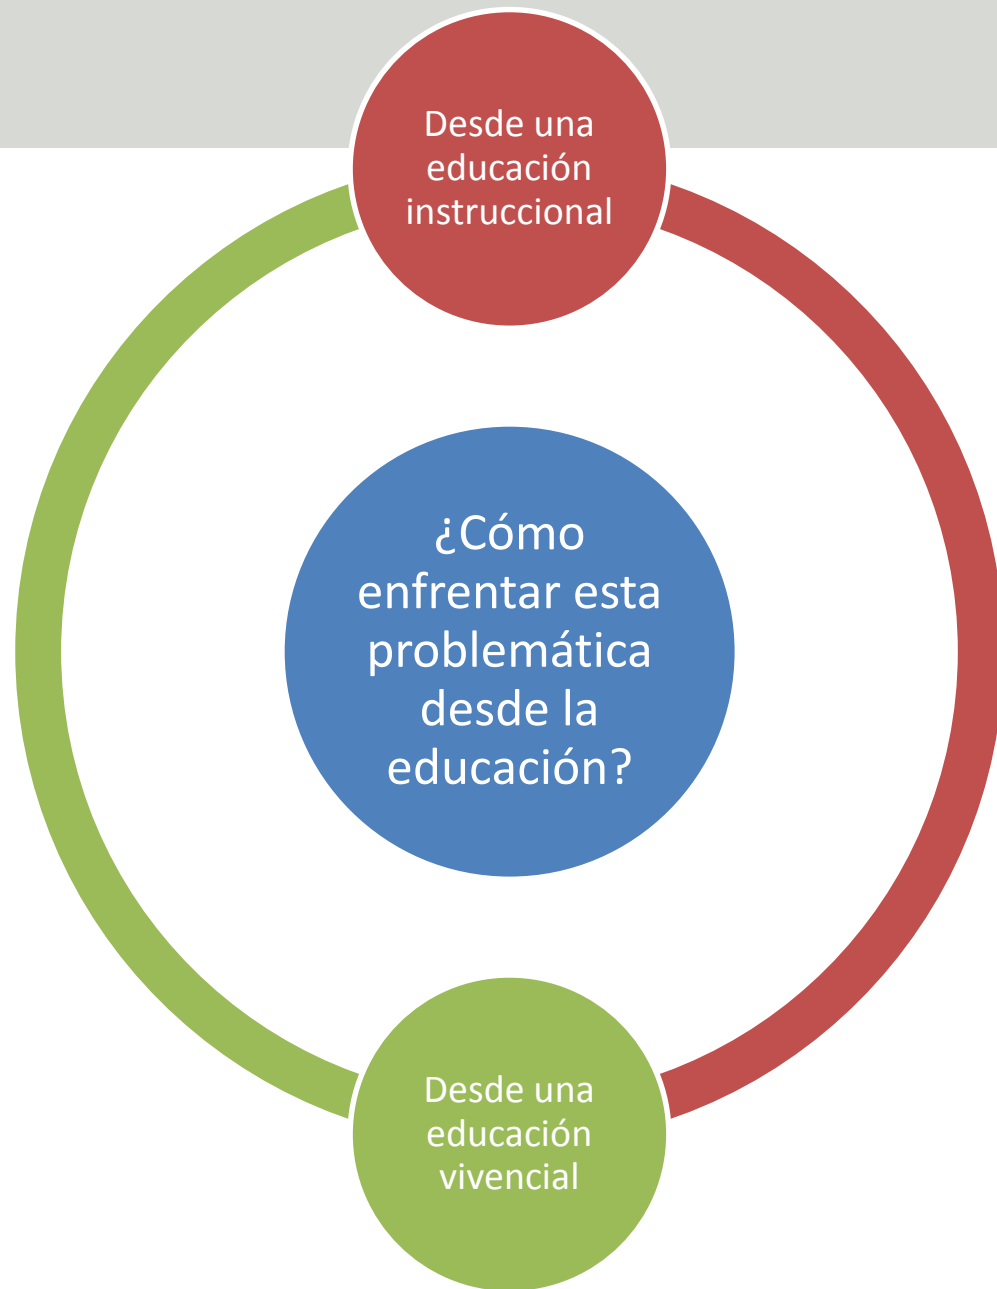 Desde una
educación
instruccional
¿Cómo
enfrentar esta
problemática
desde la
educación?
Desde una
educación
vivencial